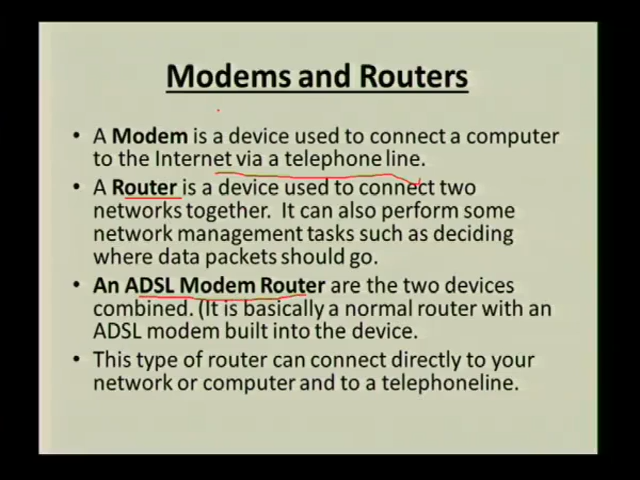 Modems and Routers
• A Modem is a device used to connect a computer
to the Internet via a telephone line.
• A Router is a device used to connect two
networks together.  It can also perform some
network management tasks such as deciding
where data packets should go.
• An ADSL Modem Router are the two devices
combined. (It is basically a normal router with an
ADSL modem built into the device.
• This type of router can connect directly to your
network or computer and to a telephoneline.